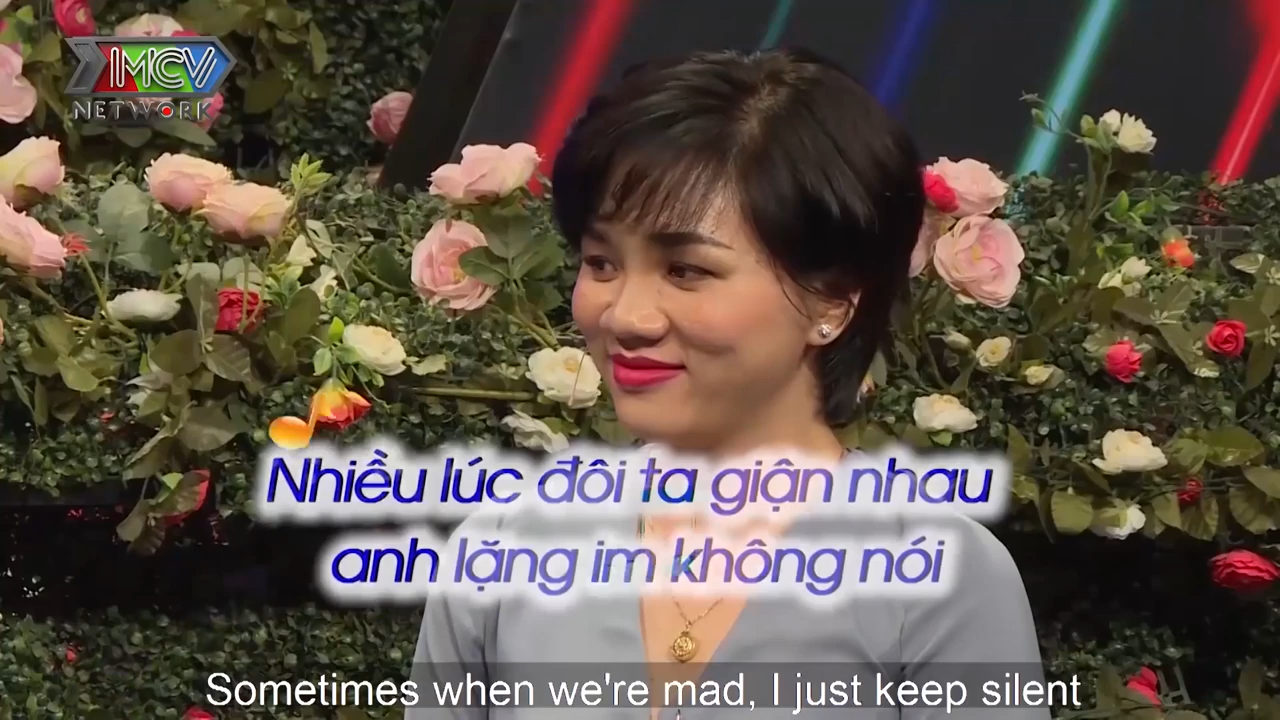 MCV
NETWORK
Nhiều lúc đôi ta giận nhau
anh lặng im không nói
Sometimes when we're mad, I just keep silent